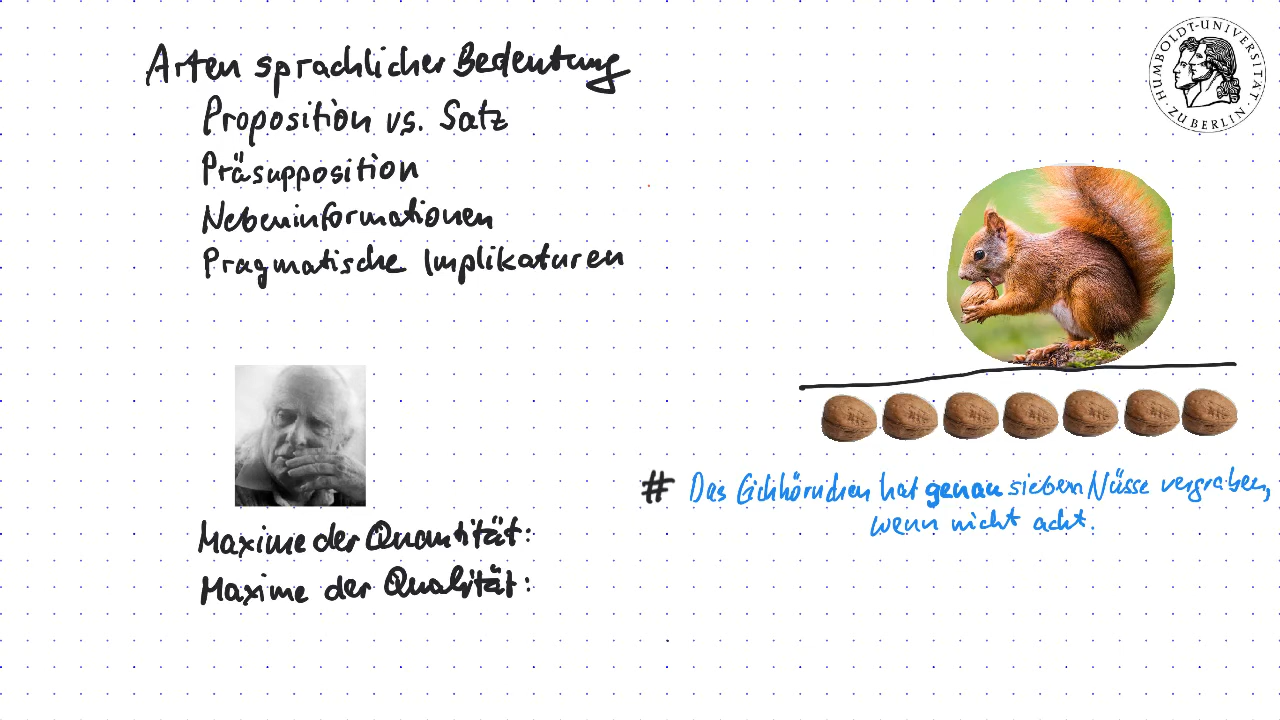 Arten sprachlicher Bedeutung
Proposition vs. Satz
Präsupposition
Nebeninformationen
Pragmatische Implikaturen
Maxime der Quantität:
Maxime der Qualität:
# Das Eichhörnchen hat genau sieben Nüsse vergraben,
wenn nicht acht.
HUMBOLDT-UNIVERSITÄT · ZU BERLIN ·